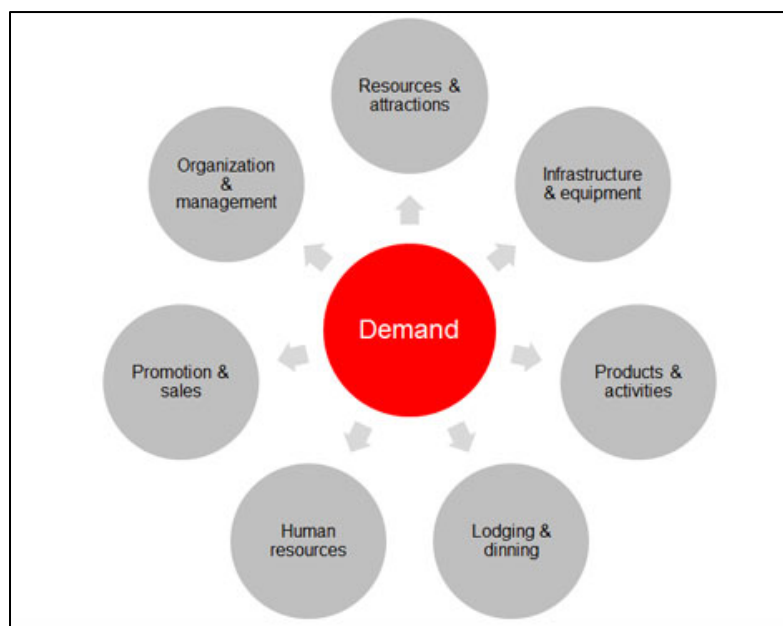 Resources &
attractions
Infrastructure
& equipment
Products &
activities
Lodging &
dinning
Human
resources
Promotion &
sales
Organization
&
management
Demand